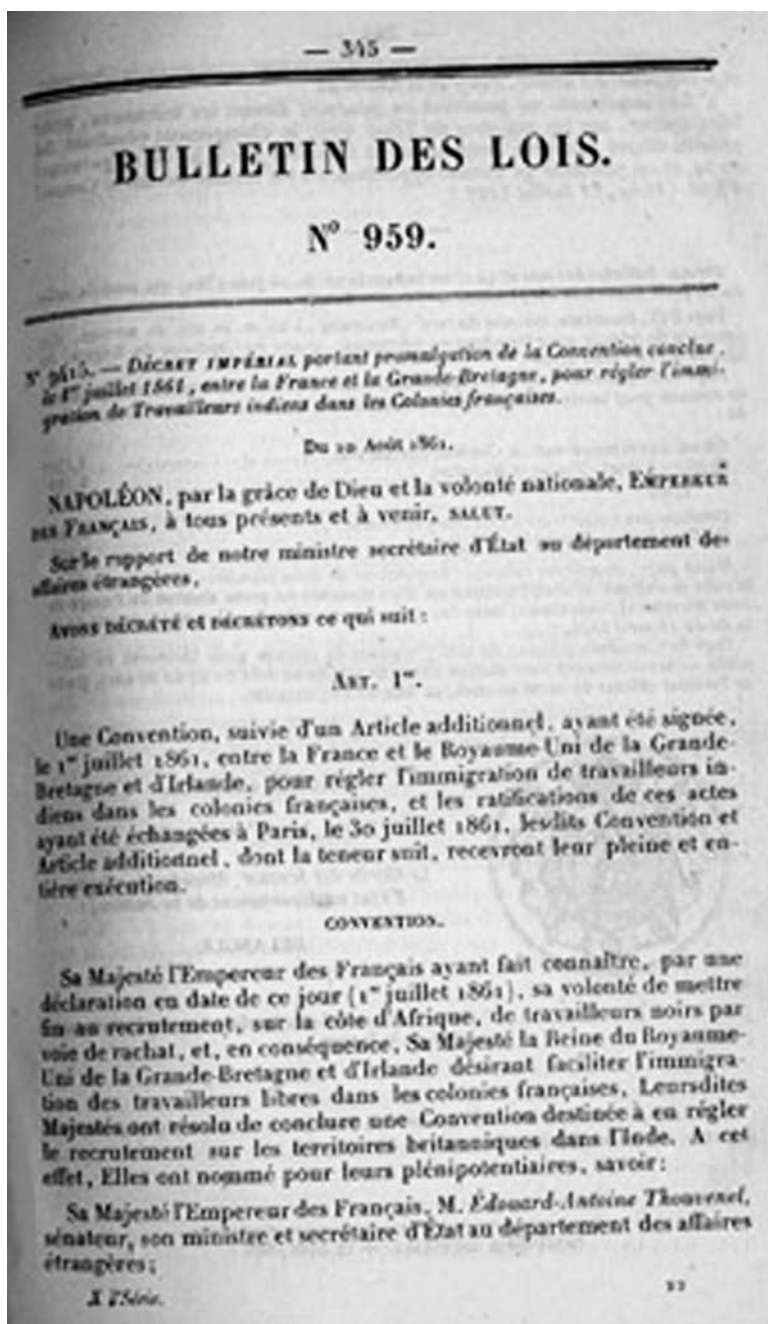 — 345 —
BULLETIN DES LOIS.
N° 959.
N° 9415. — DÉCRET IMPÉRIAL portant promulgation de la Convention conclue,
le 1er juillet 1861, entre la France et la Grande-Bretagne, pour régler l'immi-
gration de Travailleurs indiens dans les Colonies françaises.
Du 10 Août 1861.
NAPOLÉON, par la grâce de Dieu et la volonté nationale, EMPEREUR
DES FRANÇAIS, à tous présents et à venir, SALUT.
Sur le rapport de notre ministre secrétaire d'État au département des
affaires étrangères,
AVONS DÉCRÉTÉ et DÉCRÉTONS ce qui suit :
ART. 1er.
Une Convention, suivie d'un Article additionnel, ayant été signée,
le 1er juillet 1861, entre la France et le Royaume-Uni de la Grande-
Bretagne et d'Irlande, pour régler l'immigration de travailleurs in-
diens dans les colonies françaises, et les ratifications de ces actes
ayant été échangées à Paris, le 30 juillet 1861, lesdits Convention et
Article additionnel, dont la teneur suit, recevront leur pleine et en-
tière exécution.
CONVENTION.
Sa Majesté l'Empereur des Français ayant fait connaître, par une
déclaration en date de ce jour (1er juillet 1861), sa volonté de mettre
fin au recrutement, sur la côte d'Afrique, de travailleurs noirs par
voie de rachat, et, en conséquence, Sa Majesté la Reine du Royaume-
Uni de la Grande-Bretagne et d'Irlande désirant faciliter l'immigra-
tion des travailleurs libres dans les colonies françaises, Leursdites
Majestés ont résolu de conclure une Convention destinée à en régler
le recrutement sur les territoires britanniques dans l'Inde. A cet
effet, Elles ont nommé pour leurs plénipotentiaires, savoir :
Sa Majesté l'Empereur des Français, M. Édouard-Antoine Thouvenel,
sénateur, son ministre et secrétaire d'État au département des affaires
étrangères ;
X Série.